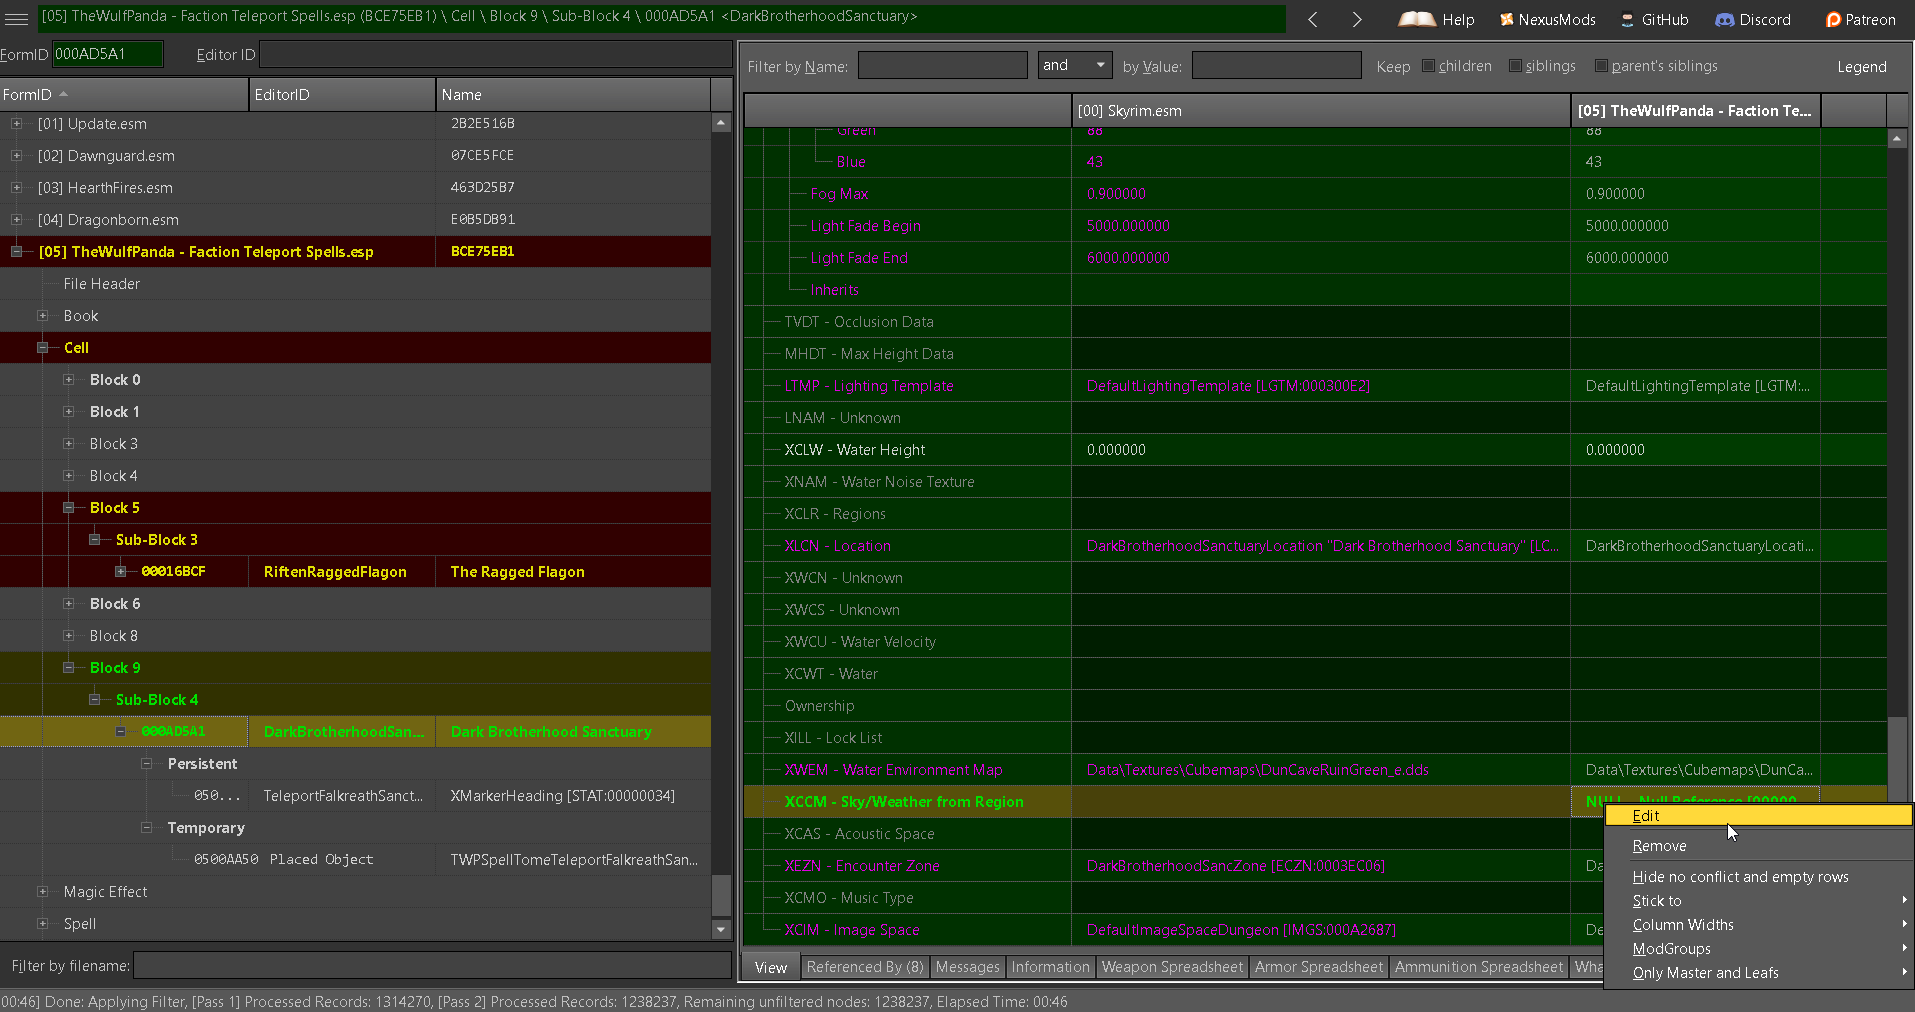 [05] TheWulfPanda - Faction Teleport Spells.esp (BCE75EB1) \ Cell \ Block 9 \ Sub-Block 4 \ 000AD5A1 <DarkBrotherhoodSanctuary>
Help NexusMods GitHub Discord Patreon
FormID 000AD5A1 Editor ID
FormID EditorID Name
[01] Update.esm 2B2E516B
[02] Dawnguard.esm 07CE5FCE
[03] HearthFires.esm 463D25B7
[04] Dragonborn.esm E0B5DB91
[05] TheWulfPanda - Faction Teleport Spells.esp BCE75EB1
File Header
Book
Cell
Block 0
Block 1
Block 3
Block 4
Block 5
Sub-Block 3
00016BCF RiftenRaggedFlagon The Ragged Flagon
Block 6
Block 8
Block 9
Sub-Block 4
000AD5A1 DarkBrotherhoodSan... Dark Brotherhood Sanctuary
Persistent
050... TeleportFalkreathSanct... XMarkerHeading [STAT:00000034]
Temporary
0500AA50 Placed Object TWPSpellTomeTeleportFalkreathSan...
Magic Effect
Spell
Filter by filename:
Filter by Name: and by Value: Keep children siblings parent's siblings Legend
[00] Skyrim.esm [05] TheWulfPanda - Faction Te...
Green 88 88
Blue 43 43
Fog Max 0.900000 0.900000
Light Fade Begin 5000.000000 5000.000000
Light Fade End 6000.000000 6000.000000
Inherits
TVDT - Occlusion Data
MHDT - Max Height Data
LTMP - Lighting Template DefaultLightingTemplate [LGTM:000300E2] DefaultLightingTemplate [LGTM:...
LNAM - Unknown
XCLW - Water Height 0.000000 0.000000
XNAM - Water Noise Texture
XCLR - Regions
XLCN - Location DarkBrotherhoodSanctuaryLocation "Dark Brotherhood Sanctuary" [LC... DarkBrotherhoodSanctuaryLocati...
XWCN - Unknown
XWCS - Unknown
XWCU - Water Velocity
XCWT - Water
Ownership
XILL - Lock List
XWEM - Water Environment Map Data\Textures\Cubemaps\DunCaveRuinGreen_e.dds Data\Textures\Cubemaps\DunCa...
XCCM - Sky/Weather from Region NULL - Null Reference [00000...
XCAS - Acoustic Space
XEZN - Encounter Zone DarkBrotherhoodSancZone [ECZN:0003EC06] Da
XCMO - Music Type
XCIM - Image Space DefaultImageSpaceDungeon [IMGS:000A2687] De
Edit
Remove
Hide no conflict and empty rows
Stick to
Column Widths
ModGroups
Only Master and Leafs
View Referenced By (8) Messages Information Weapon Spreadsheet Armor Spreadsheet Ammunition Spreadsheet Wha
00:46] Done: Applying Filter, [Pass 1] Processed Records: 1314270, [Pass 2] Processed Records: 1238237, Remaining unfiltered nodes: 1238237, Elapsed Time: 00:46